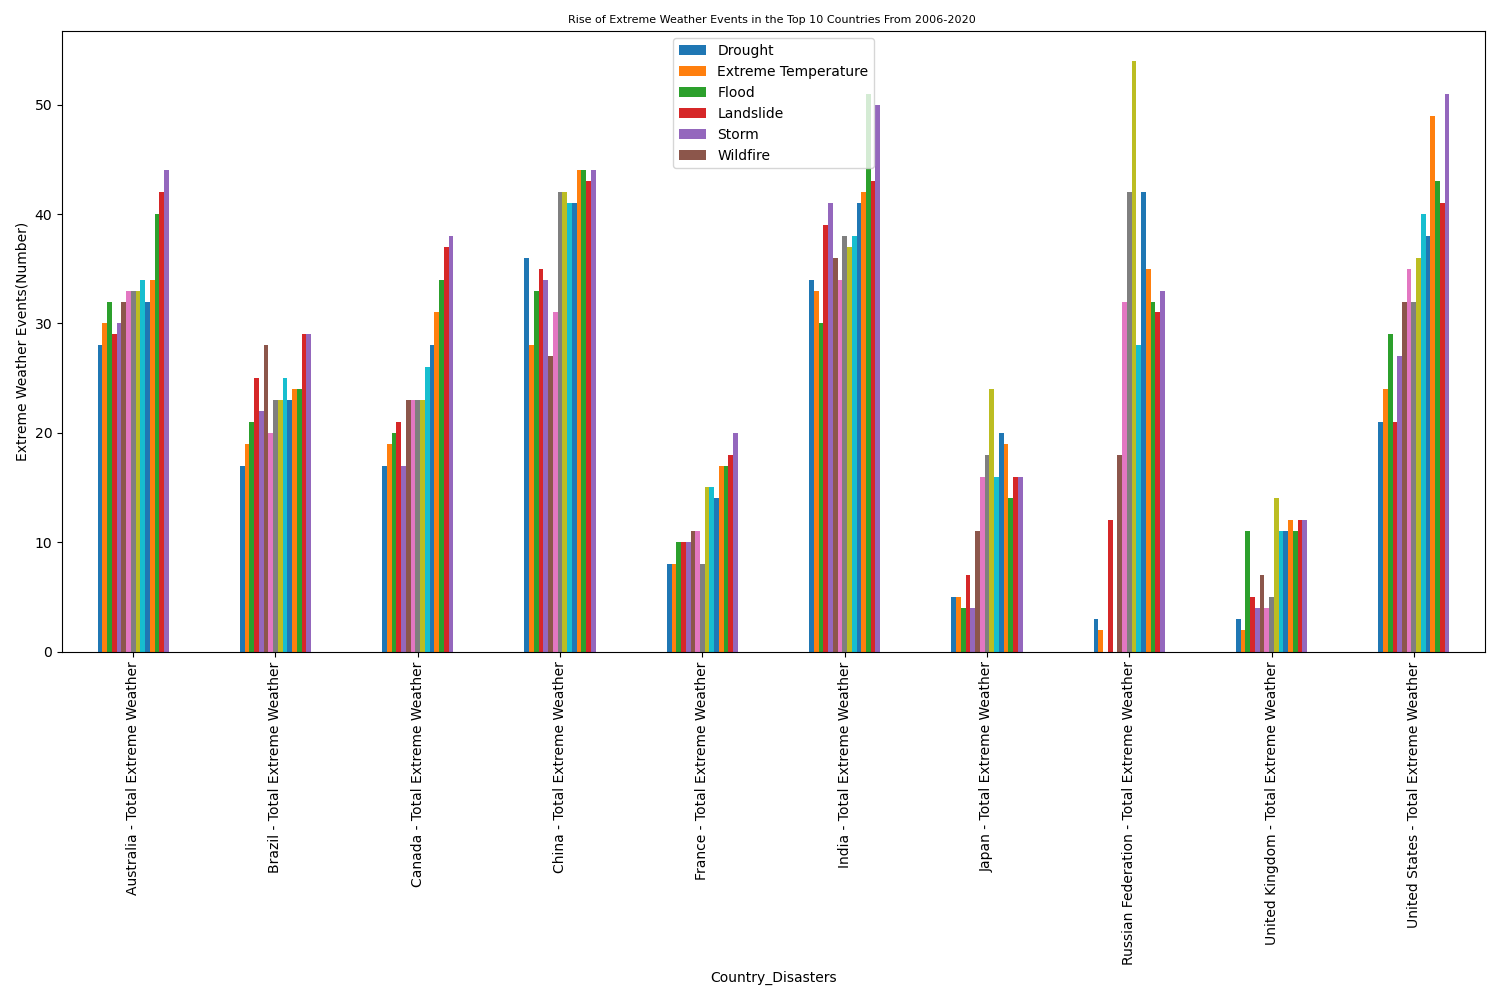 Rise of Extreme Weather Events in the Top 10 Countries From 2006-2020
Drought
Extreme Temperature
Flood
Landslide
Storm
Wildfire
Extreme Weather Events(Number)
50
40
30
20
10
0
Australia - Total Extreme Weather
Brazil - Total Extreme Weather
Canada - Total Extreme Weather
China - Total Extreme Weather
France - Total Extreme Weather
India - Total Extreme Weather
Japan - Total Extreme Weather
Russian Federation - Total Extreme Weather
United Kingdom - Total Extreme Weather
United States - Total Extreme Weather
Country_Disasters